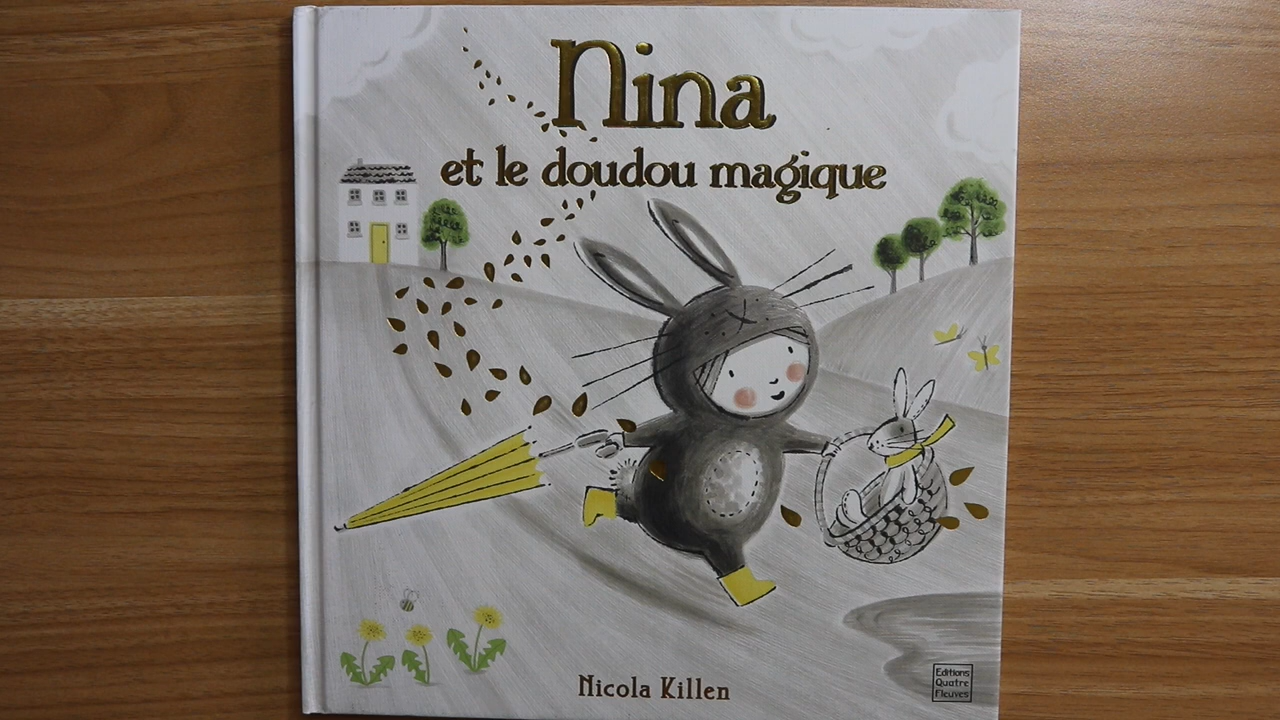 Nina
et le doudou magique
Nicola Killen
Editions
Quatre
Fleuves